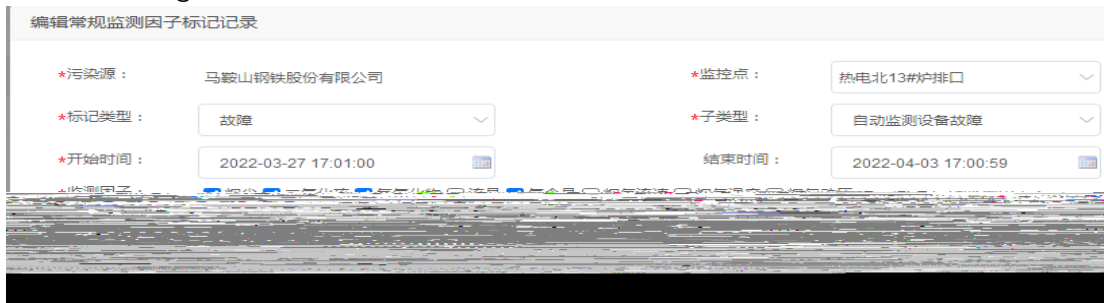 编辑常规监测因子标记记录
*污染源： 马鞍山钢铁股份有限公司 *监控点： 热电北13#炉排口
*标记类型： 故障 *子类型： 自动监测设备故障
*开始时间： 2022-03-27 17:01:00 结束时间： 2022-04-03 17:00:59